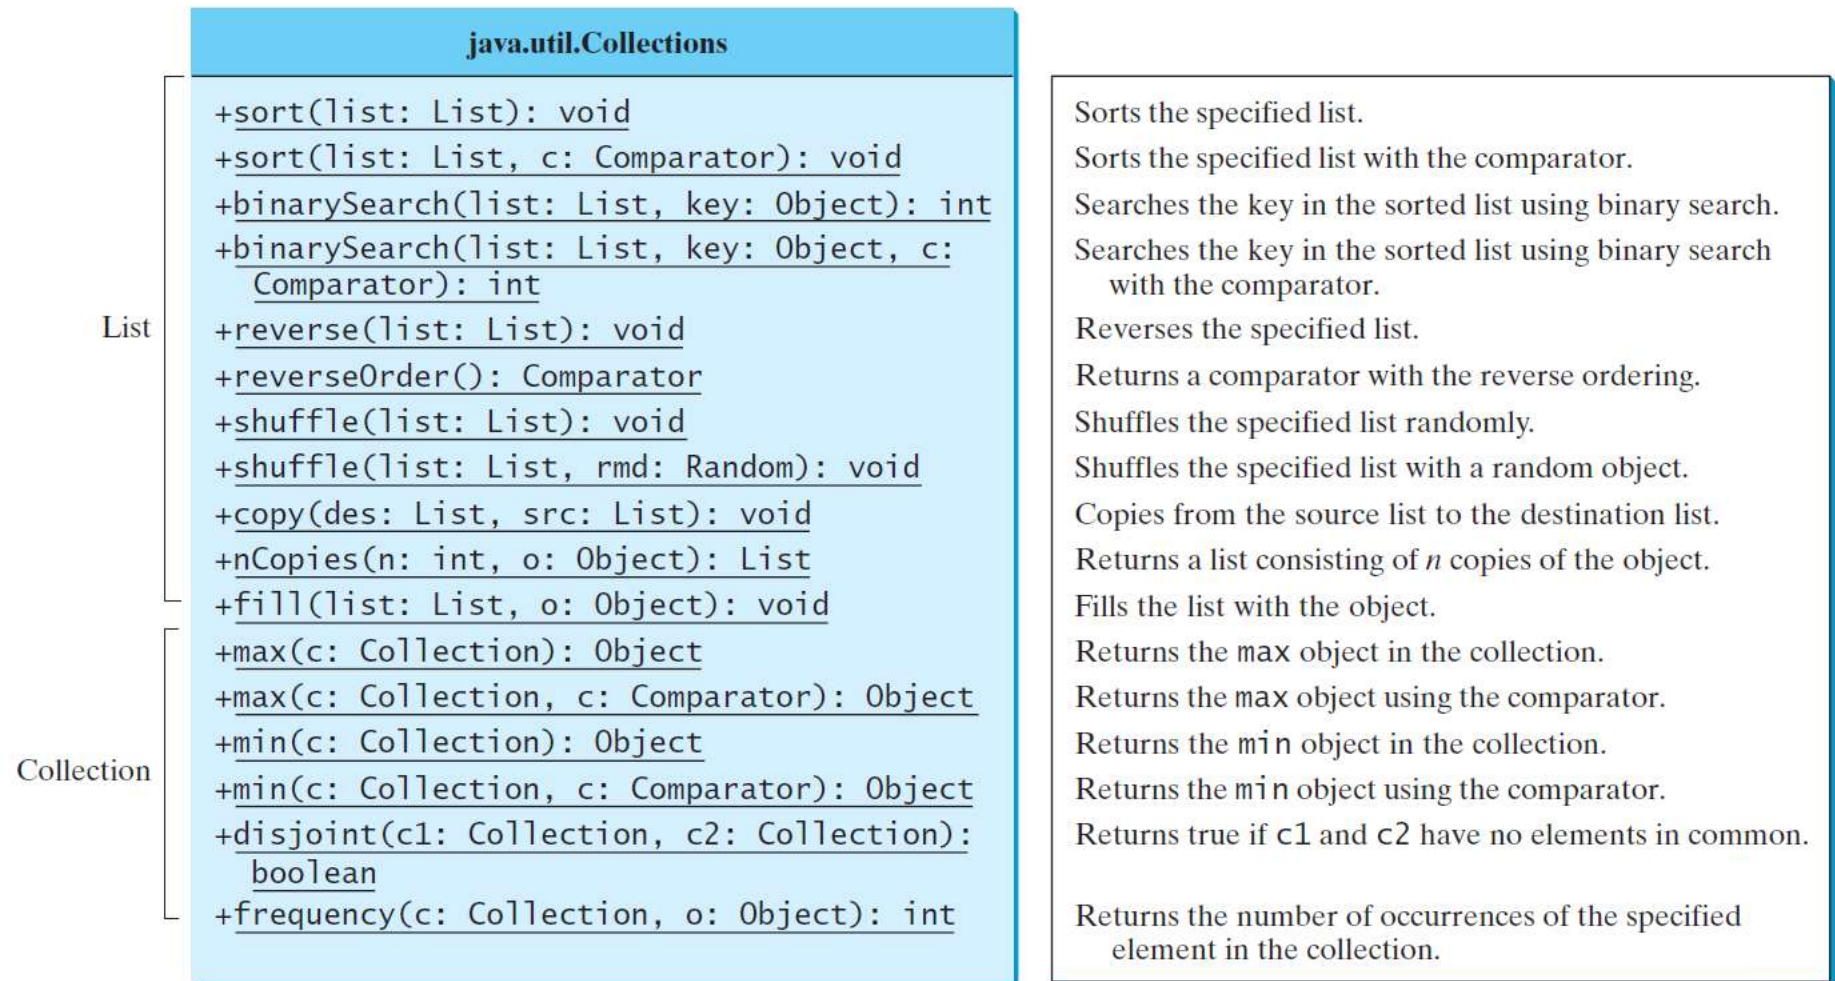 java.util.Collections
List
+sort(list: List): void
Sorts the specified list.
+sort(list: List, c: Comparator): void
Sorts the specified list with the comparator.
+binarySearch(list: List, key: Object): int
Searches the key in the sorted list using binary search.
+binarySearch(list: List, key: Object, c:
Comparator): int
Searches the key in the sorted list using binary search
with the comparator.
+reverse(list: List): void
Reverses the specified list.
+reverseOrder(): Comparator
Returns a comparator with the reverse ordering.
+shuffle(list: List): void
Shuffles the specified list randomly.
+shuffle(list: List, rmd: Random): void
Shuffles the specified list with a random object.
+copy(des: List, src: List): void
Copies from the source list to the destination list.
+nCopies(n: int, o: Object): List
Returns a list consisting of n copies of the object.
+fill(list: List, o: Object): void
Fills the list with the object.
Collection
+max(c: Collection): Object
Returns the max object in the collection.
+max(c: Collection, c: Comparator): Object
Returns the max object using the comparator.
+min(c: Collection): Object
Returns the min object in the collection.
+min(c: Collection, c: Comparator): Object
Returns the min object using the comparator.
+disjoint(c1: Collection, c2: Collection):
boolean
Returns true if c1 and c2 have no elements in common.
+frequency(c: Collection, o: Object): int
Returns the number of occurrences of the specified
element in the collection.